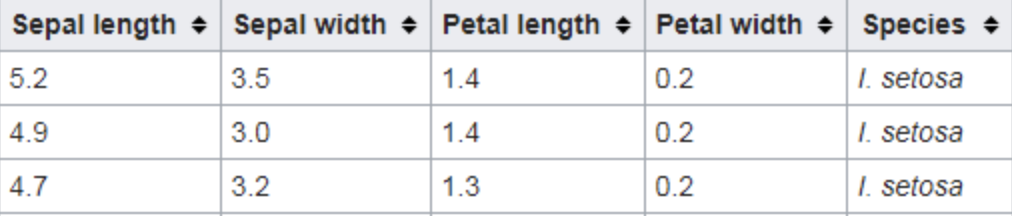 Sepal length Sepal width Petal length Petal width Species
5.2 3.5 1.4 0.2 I. setosa
4.9 3.0 1.4 0.2 I. setosa
4.7 3.2 1.3 0.2 I. setosa